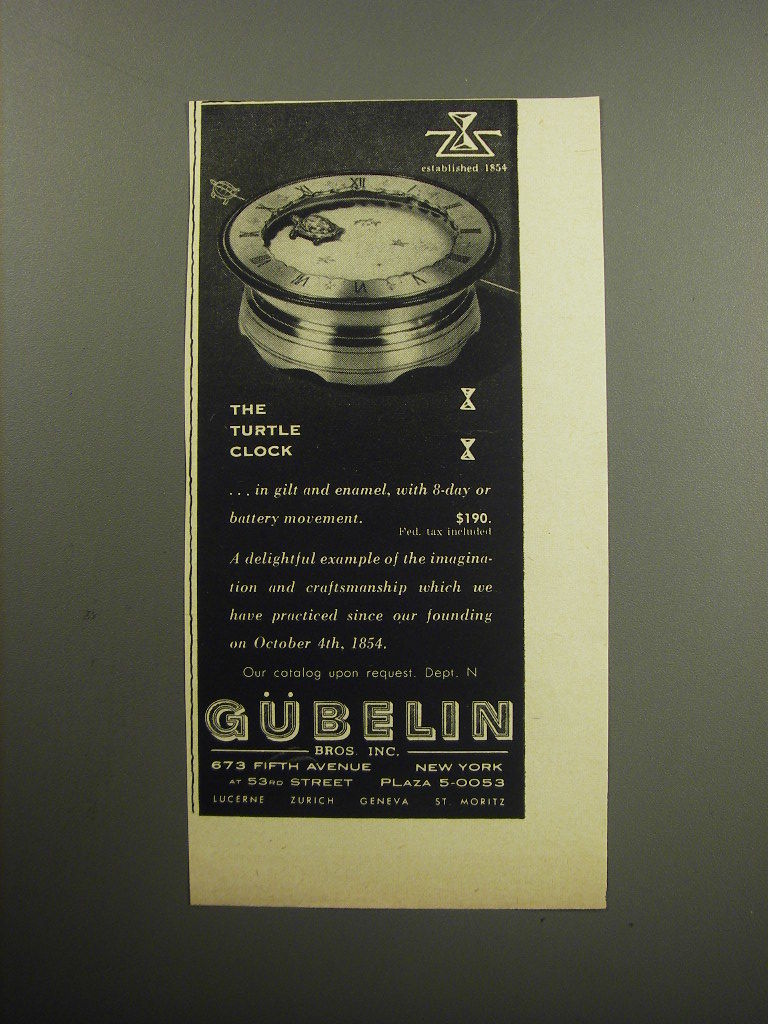 established 1854
XII
THE
TURTLE
CLOCK
. . . in gilt and enamel, with 8-day or
battery movement. $190.
Fed. tax included
A delightful example of the imagina-
tion and craftsmanship which we
have practiced since our founding
on October 4th, 1854.
Our catalog upon request. Dept. N
GÜBELIN
BROS. INC.
673 FIFTH AVENUE NEW YORK
AT 53RD STREET PLAZA 5-0053
LUCERNE ZURICH GENEVA ST. MORITZ